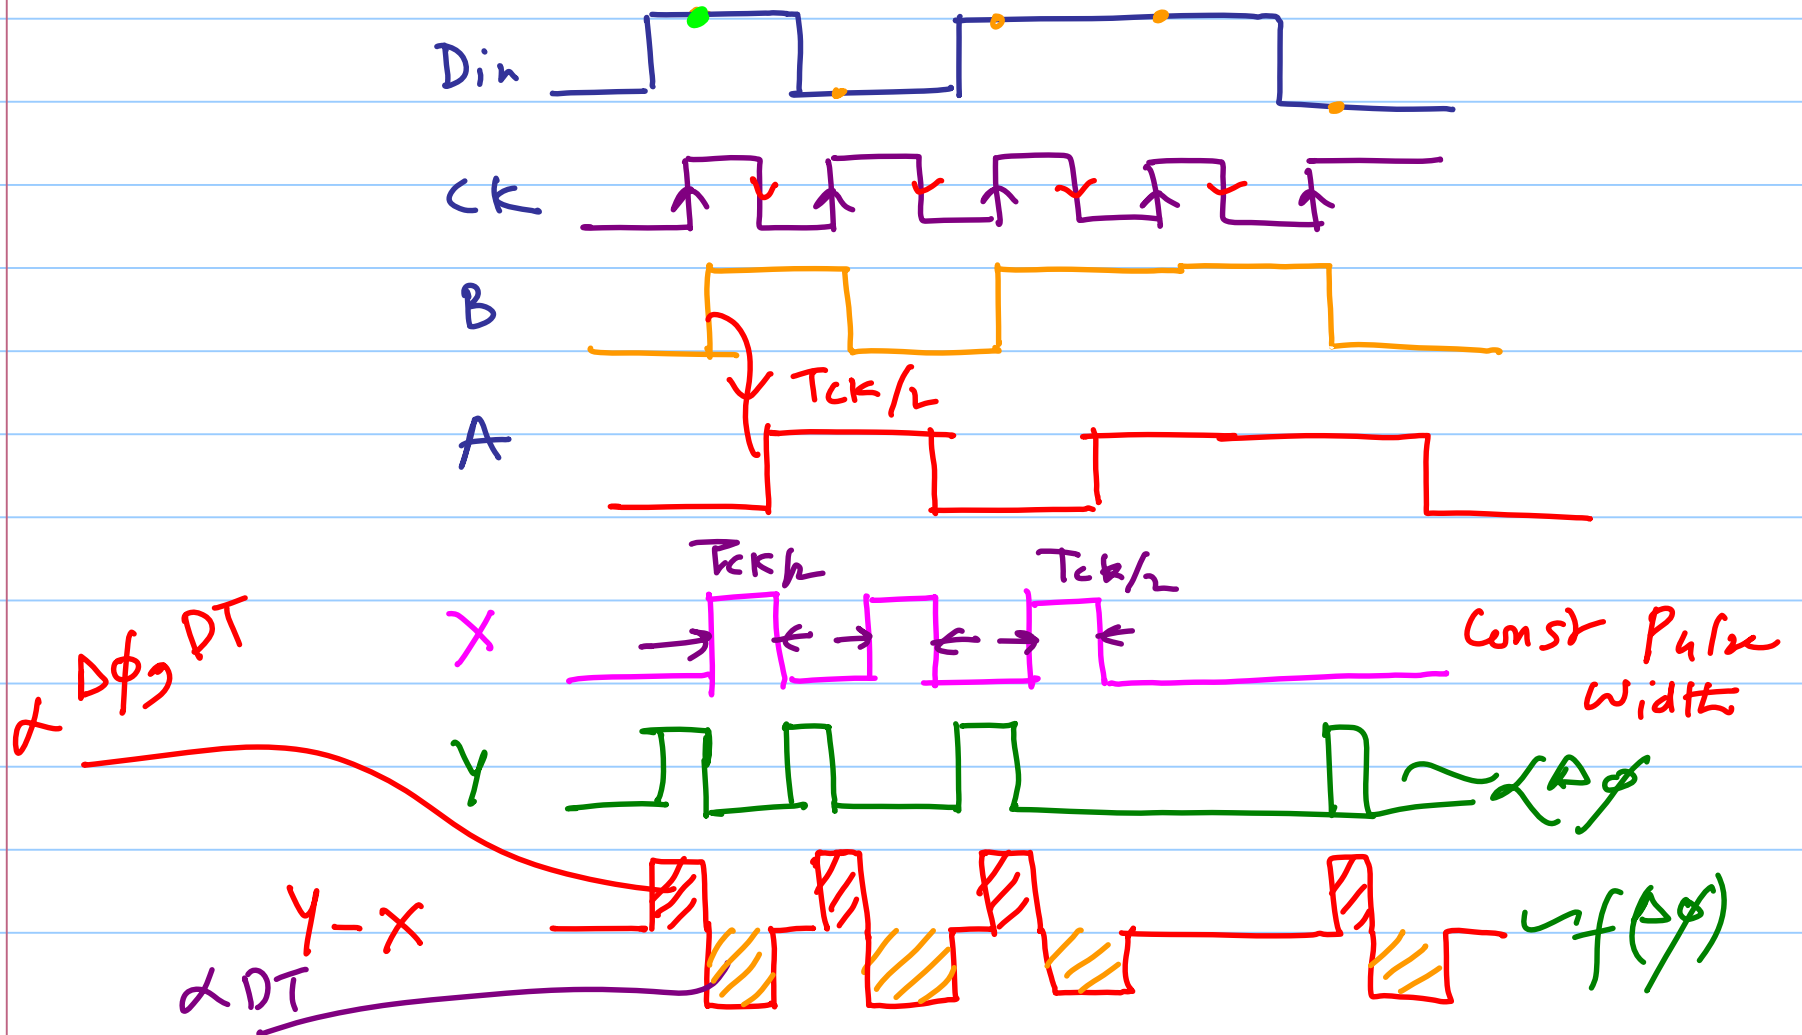 Din
CK
B
Tck/2
A
Tck/2 Tck/2
X
Const Pulse
Width
α Δφ, DT
Y
α Δφ
Y - X
f(Δφ)
α DT